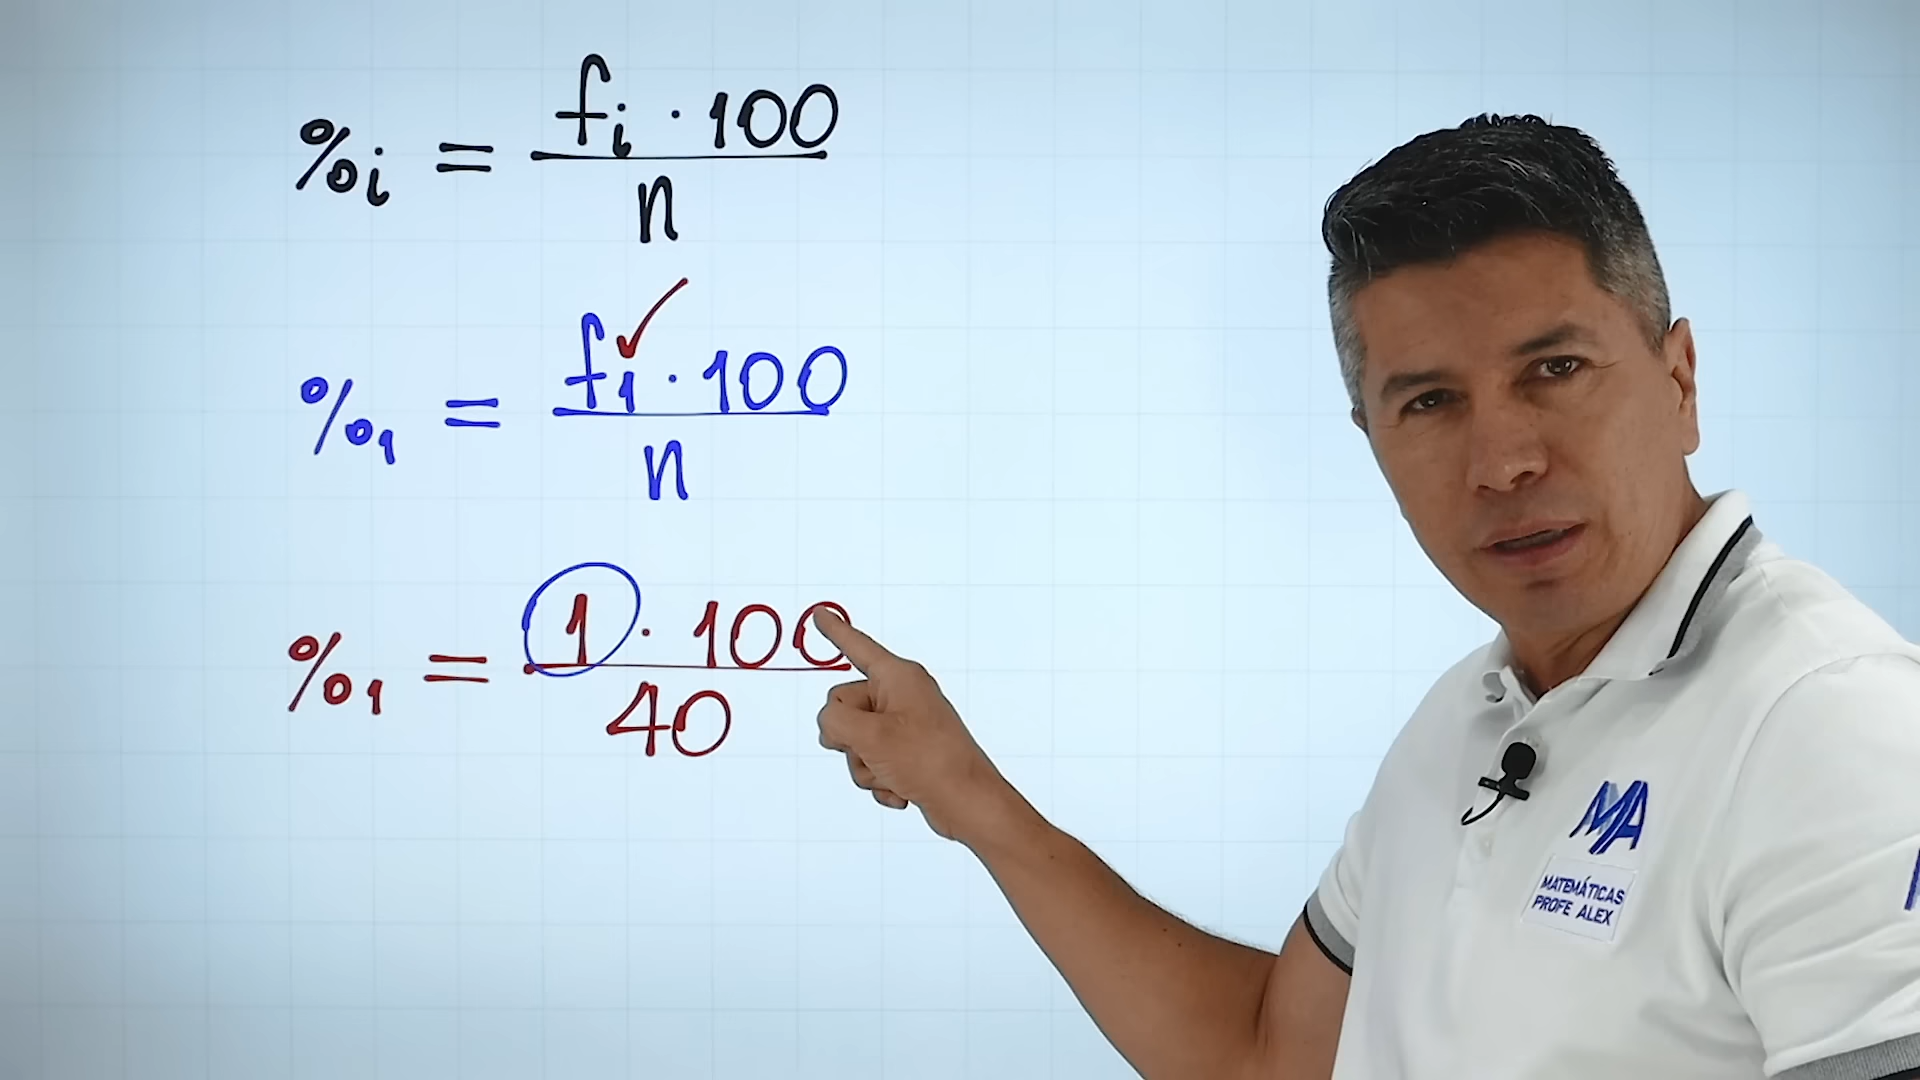 %i = fi · 100
n
%1 = f1 · 100
n
%1 = 1 · 100
40
MA
MATEMÁTICAS
PROFE ALEX